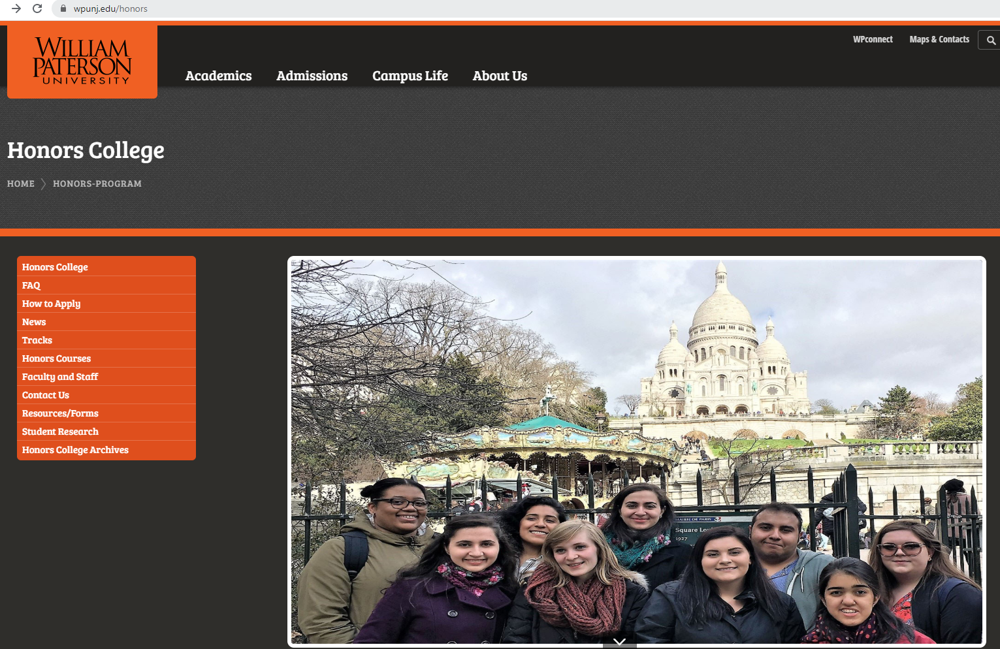 wpunj.edu/honors
WILLIAM
PATERSON
UNIVERSITY
WPconnect
Maps & Contacts
Academics
Admissions
Campus Life
About Us
Honors College
HOME
HONORS-PROGRAM
Honors College
FAQ
How to Apply
News
Tracks
Honors Courses
Faculty and Staff
Contact Us
Resources/Forms
Student Research
Honors College Archives
MAIRIE DE PARIS
Square
1927